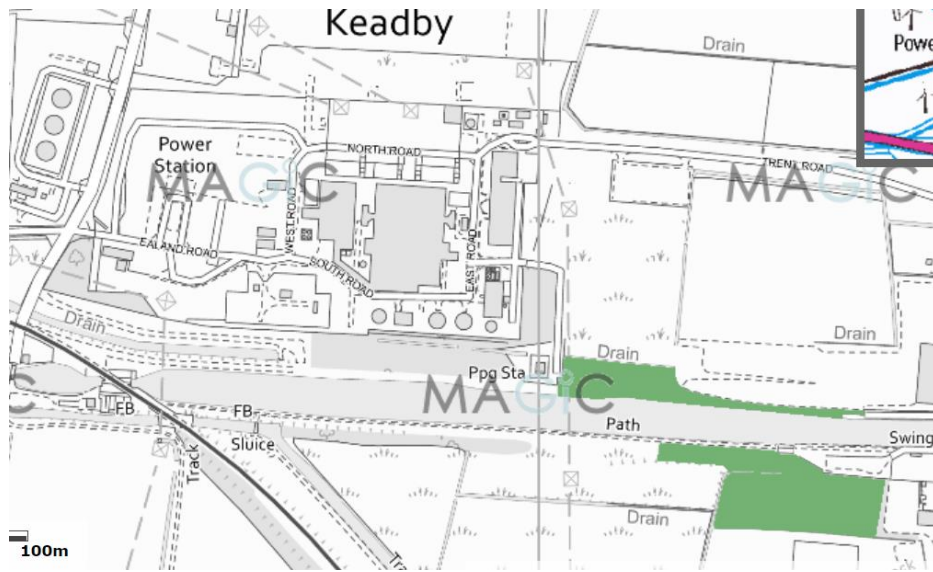 Keadby
Drain
Powe
Power
Station
NORTH ROAD
TRENT ROAD
MAGiC
MAGiC
WEST ROAD
EALAND ROAD
SOUTH ROAD
EAST ROAD
Drain
Drain
Drain
Ppg Sta
MAGiC
C
FB
FB
Sluice
Track
Path
Swing
Drain
100m
Tra